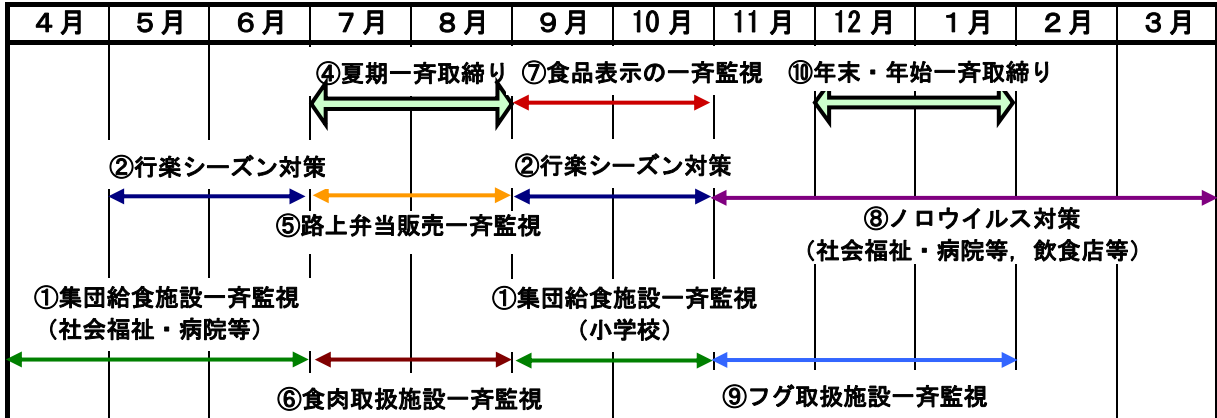 4月 5月 6月 7月 8月 9月 10月 11月 12月 1月 2月 3月
④夏期一斉取締り ⑦食品表示の一斉監視 ⑩年末・年始一斉取締り
②行楽シーズン対策 ②行楽シーズン対策
⑤路上弁当販売一斉監視 ⑧ノロウイルス対策
（社会福祉・病院等，飲食店等）
①集団給食施設一斉監視 ①集団給食施設一斉監視
（社会福祉・病院等） （小学校）
⑥食肉取扱施設一斉監視 ⑨フグ取扱施設一斉監視